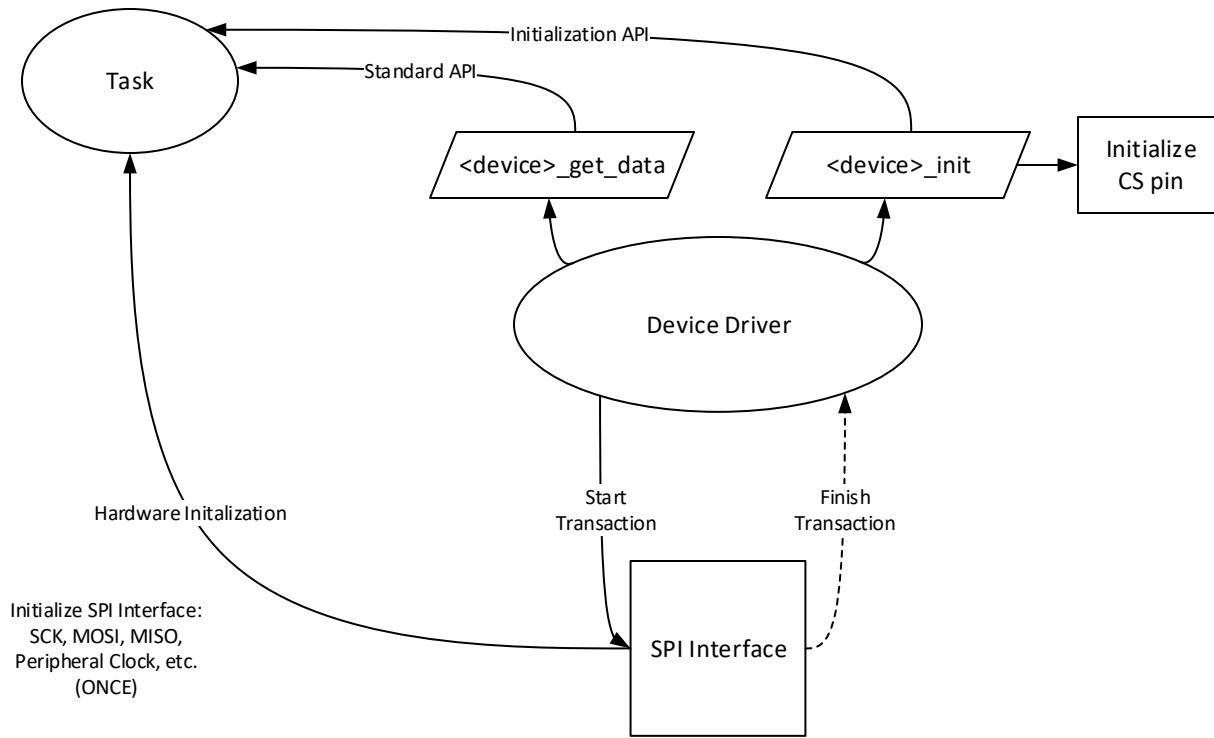 Initialization API
Task
Standard API
<device>_get_data
<device>_init
Initialize
CS pin
Device Driver
Hardware Initalization
Start
Transaction
Finish
Transaction
Initialize SPI Interface:
SCK, MOSI, MISO,
Peripheral Clock, etc.
(ONCE)
SPI Interface